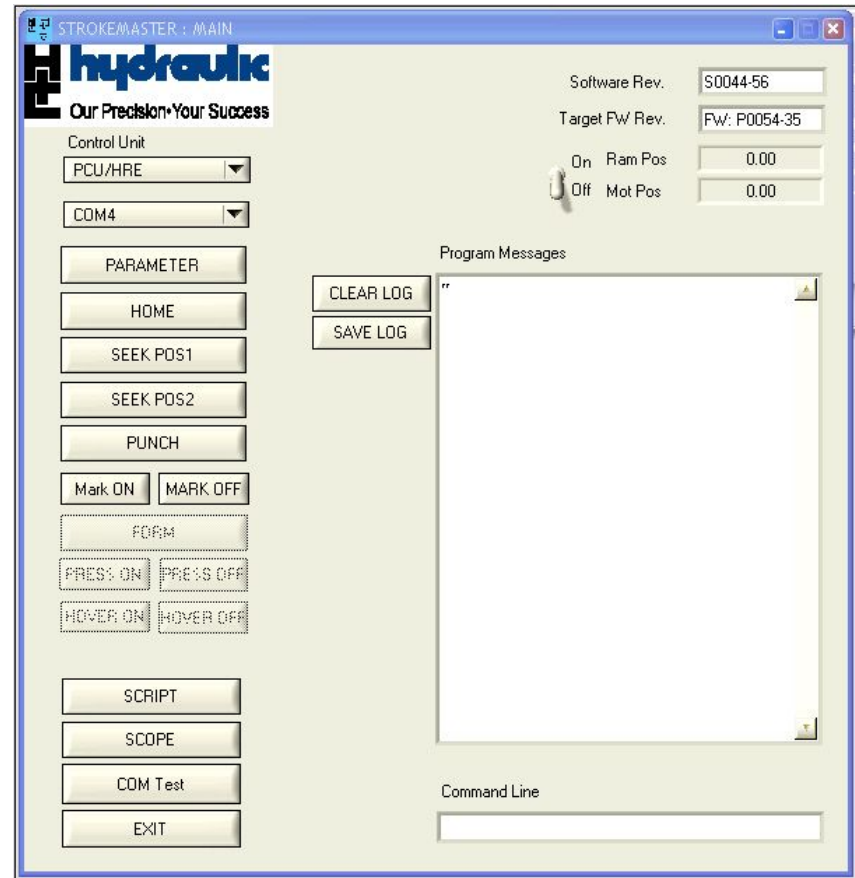 STROKEMASTER : MAIN
hydraulic
Our Precision•Your Success
Software Rev.
S0044-56
Target FW Rev.
FW: P0054-35
Control Unit
PCU/HRE
On
Ram Pos
0.00
Off
Mot Pos
0.00
COM4
Program Messages
PARAMETER
CLEAR LOG
"
HOME
SAVE LOG
SEEK POS1
SEEK POS2
PUNCH
Mark ON
MARK OFF
FORM
PRESS ON
PRESS OFF
HOVER ON
HOVER OFF
SCRIPT
SCOPE
COM Test
Command Line
EXIT